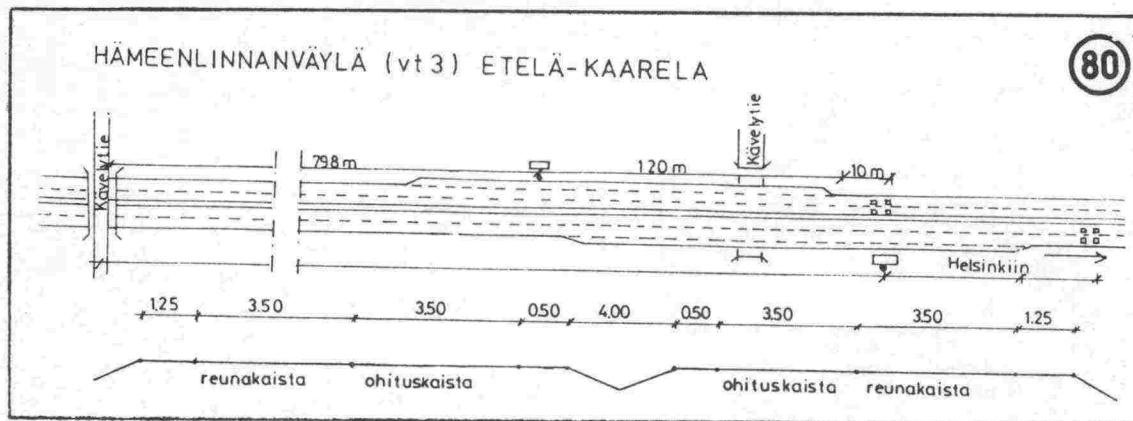 HÄMEENLINNANVÄYLÄ (vt 3) ETELÄ-KAARELA
80
Kävelytie
Kävelytie
798 m
120 m
10 m
Helsinkiin
1.25 3.50 3.50 0.50 4.00 0.50 3.50 3.50 1.25
reunakaista ohituskaista ohituskaista reunakaista